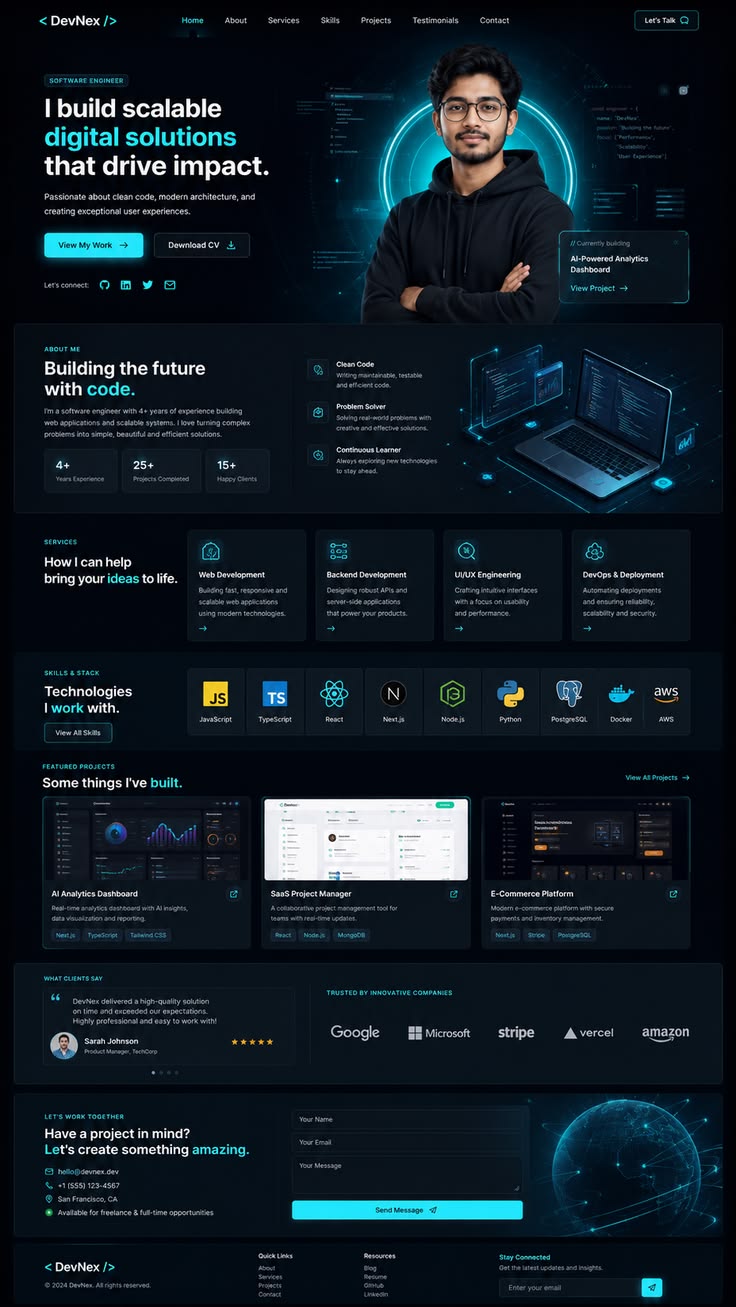 < DevNex />
Home
About
Services
Skills
Projects
Testimonials
Contact
Let's Talk
SOFTWARE ENGINEER
I build scalable
digital solutions
that drive impact.
Passionate about clean code, modern architecture, and
creating exceptional user experiences.
View My Work
Download CV
Let's connect:
name: "DevNex",
passion: "Building the future",
"Performance",
"Scalability",
"User Experience"]
// Currently building
AI-Powered Analytics
Dashboard
View Project
ABOUT ME
Building the future
with code.
I'm a software engineer with 4+ years of experience building
web applications and scalable systems. I love turning complex
problems into simple, beautiful and efficient solutions.
4+
Years Experience
25+
Projects Completed
15+
Happy Clients
Clean Code
Writing maintainable, testable
and efficient code.
Problem Solver
Solving real-world problems with
creative and effective solutions.
Continuous Learner
Always exploring new technologies
to stay ahead.
SERVICES
How I can help
bring your ideas to life.
Web Development
Building fast, responsive and
scalable web applications
using modern technologies.
Backend Development
Designing robust APIs and
server-side applications
that power your products.
UI/UX Engineering
Crafting intuitive interfaces
with a focus on usability
and performance.
DevOps & Deployment
Automating deployments
and ensuring reliability,
scalability and security.
SKILLS & STACK
Technologies
I work with.
View All Skills
JS
JavaScript
TS
TypeScript
React
N
Next.js
Node.js
Python
PostgreSQL
Docker
aws
AWS
FEATURED PROJECTS
Some things I've built.
View All Projects
AI Analytics Dashboard
Real-time analytics dashboard with AI insights,
data visualization and reporting.
Next.js
TypeScript
Tailwind CSS
SaaS Project Manager
A collaborative project management tool for
teams with real-time updates.
React
Node.js
MongoDB
E-Commerce Platform
Modern e-commerce platform with secure
payments and inventory management.
Next.js
Stripe
PostgreSQL
WHAT CLIENTS SAY
“ DevNex delivered a high-quality solution
on time and exceeded our expectations.
Highly professional and easy to work with!
Sarah Johnson
Product Manager, TechCorp
TRUSTED BY INNOVATIVE COMPANIES
Google
Microsoft
stripe
vercel
amazon
LET'S WORK TOGETHER
Have a project in mind?
Let's create something amazing.
hello@devnex.dev
+1 (555) 123-4567
San Francisco, CA
Available for freelance & full-time opportunities
Your Name
Your Email
Your Message
Send Message
< DevNex />
© 2024 DevNex. All rights reserved.
Quick Links
About
Services
Projects
Contact
Resources
Blog
Resume
GitHub
LinkedIn
Stay Connected
Get the latest updates and insights.
Enter your email